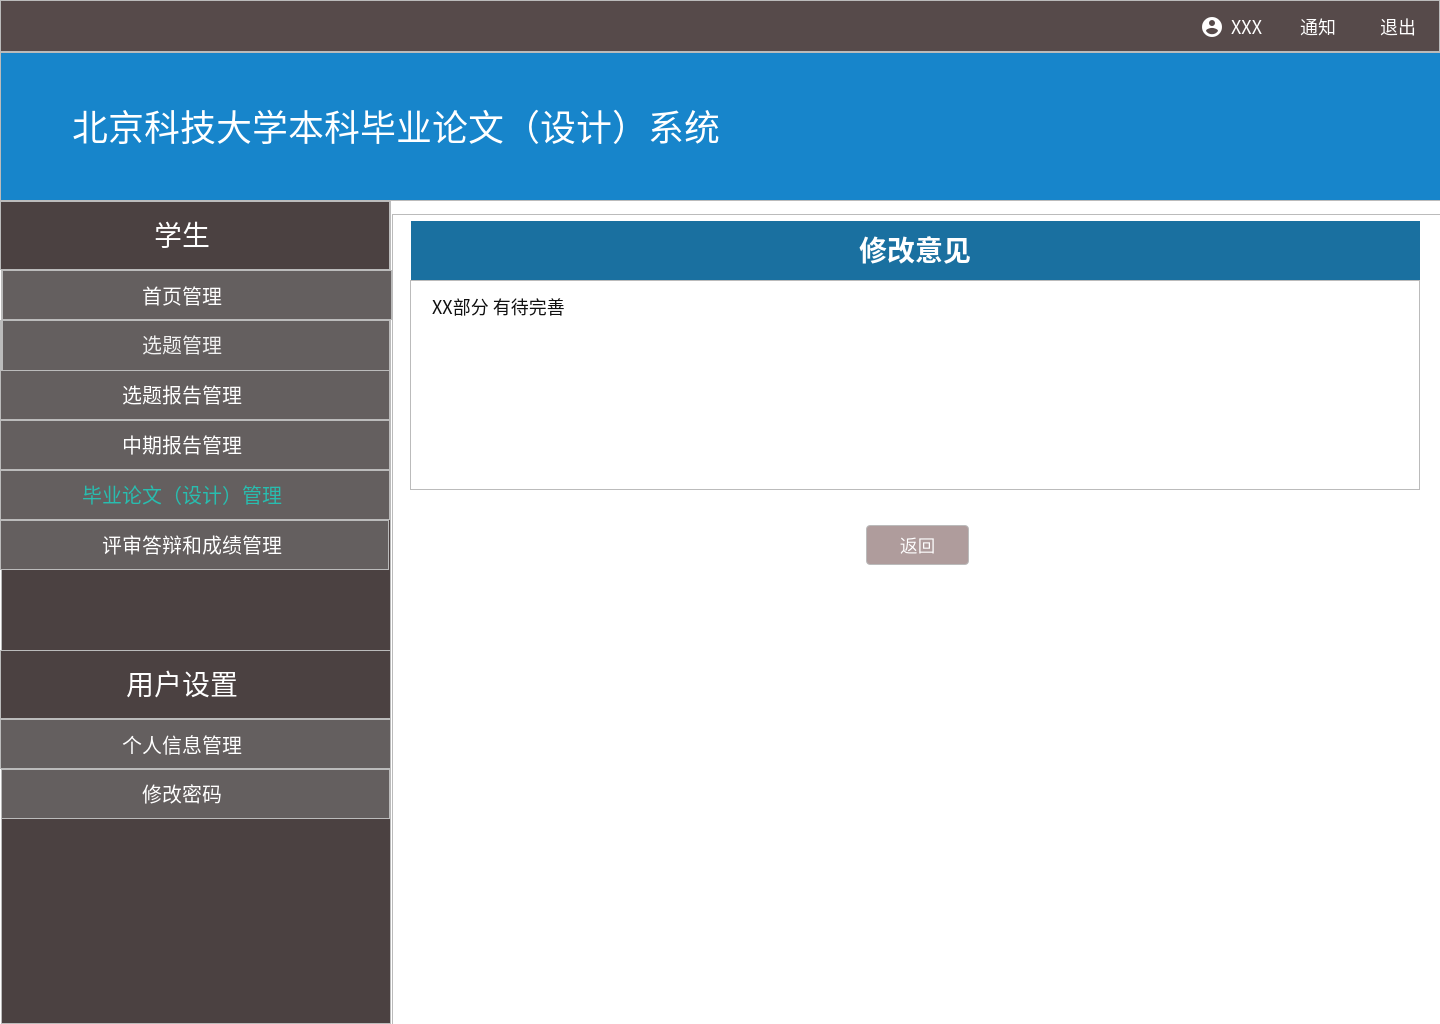 XXX 通知 退出
北京科技大学本科毕业论文（设计）系统
学生
首页管理
选题管理
选题报告管理
中期报告管理
毕业论文（设计）管理
评审答辩和成绩管理
用户设置
个人信息管理
修改密码
修改意见
XX部分 有待完善
返回